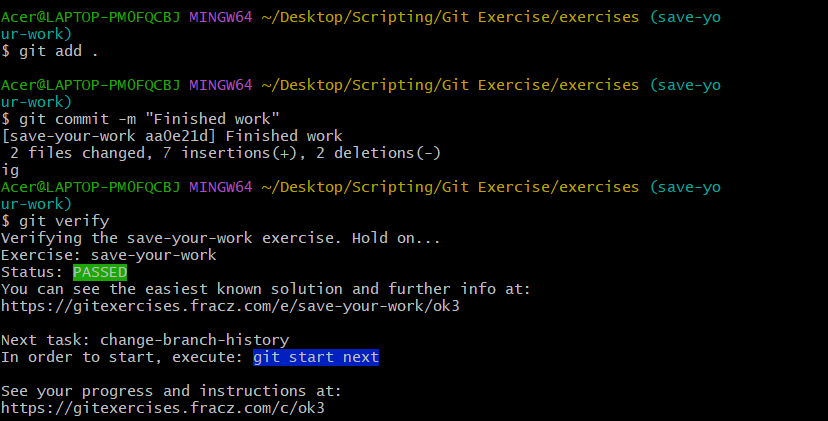 Acer@LAPTOP-PM0FQCBJ MINGW64 ~/Desktop/Scripting/Git Exercise/exercises (save-yo
ur-work)
$ git add .
Acer@LAPTOP-PM0FQCBJ MINGW64 ~/Desktop/Scripting/Git Exercise/exercises (save-yo
ur-work)
$ git commit -m "Finished work"
[save-your-work aa0e21d] Finished work
 2 files changed, 7 insertions(+), 2 deletions(-)
ig
Acer@LAPTOP-PM0FQCBJ MINGW64 ~/Desktop/Scripting/Git Exercise/exercises (save-yo
ur-work)
$ git verify
Verifying the save-your-work exercise. Hold on...
Exercise: save-your-work
Status: PASSED
You can see the easiest known solution and further info at:
https://gitexercises.fracz.com/e/save-your-work/ok3
Next task: change-branch-history
In order to start, execute: git start next
See your progress and instructions at:
https://gitexercises.fracz.com/c/ok3